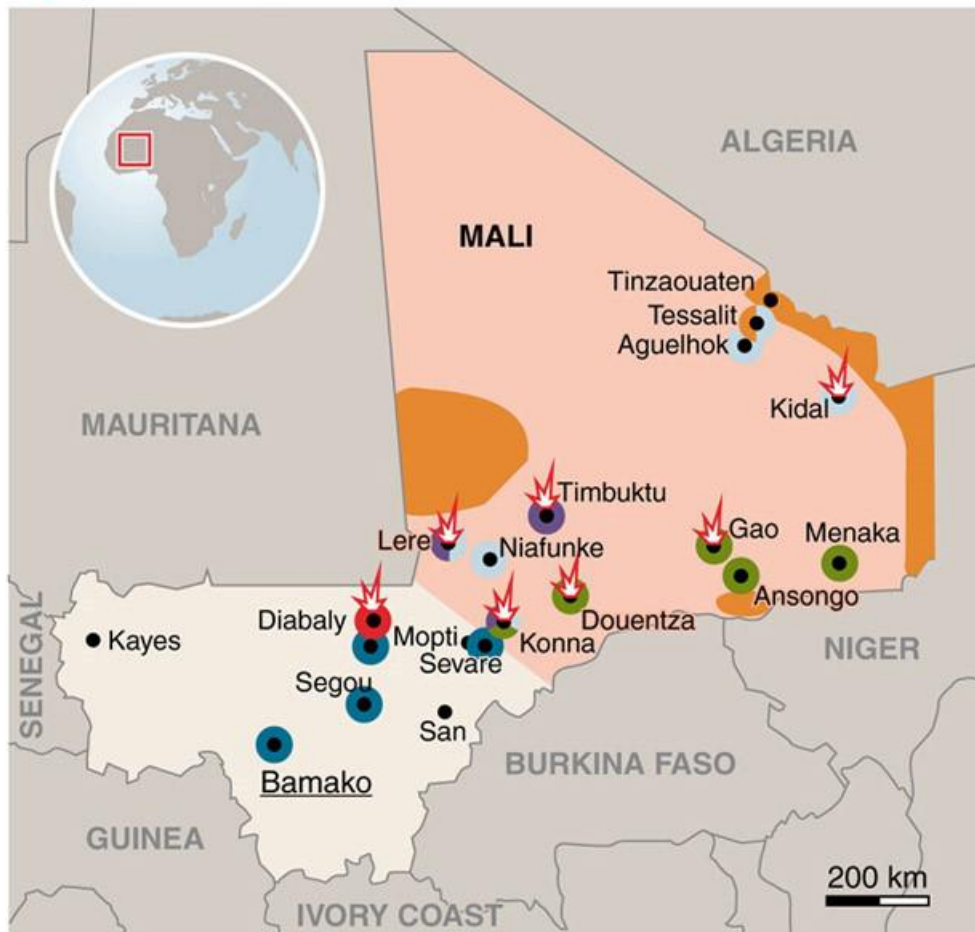 ALGERIA
MALI
Tinzaouaten
Tessalit
Aguelhok
Kidal
MAURITANA
Timbuktu
Lere
Niafunke
Gao
Menaka
Ansongo
Diabaly
Douentza
Kayes
Mopti
Konna
Sevare
SENEGAL
NIGER
Segou
San
BURKINA FASO
Bamako
GUINEA
200 km
IVORY COAST